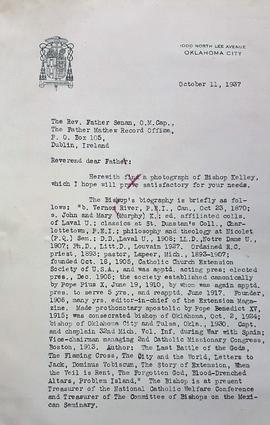 1000 NORTH LEE AVENUE
OKLAHOMA CITY
October 11, 1937
The Rev. Father Senan, O.M.Cap.,
The Father Mathew Record Office,
P. O. Box 105,
Dublin, Ireland
Reverend dear Father:
Herewith find a photograph of Bishop Kelley,
which I hope will prove satisfactory for your needs.
The Bishop's biography is briefly as fol-
lows: "b. Vernon River, P.E.I., Can., Oct 23, 1870;
s. John and Mary (Murphy) K.: ed. affiliated colls.
of Laval U.; classics at St. Dunstan's Coll., Char-
lottetown, P.E.I.; philosophy and theology at Nicolet
(P.Q.) Sem.; D.D.,Laval U., 1908; LL.D.,Notre Dame U.,
1907; Ph.D., Litt.D., Louvain 1927. Ordained R.C.
priest, 1893; pastor, Lapeer, Mich., 1893-1907;
founded Oct. 18, 1905, Catholic Church Extension
Society of U.S.A., and was apptd. acting pres; elected
pres., Dec. 1905; the society established canonically
by Pope Pius X, June 19, 1910, by whom he was again apptd.
pres. to serve 5 yrs., and reapptd. June 1917. Founder,
1906, many yrs. editor-in-chief of the Extension Maga-
zine. Made prothonotary apostolic by Pope Benedict XV,
1915; was consecrated bishop of Oklahoma, Oct. 2, 1924;
bishop of Oklahoma City and Tulsa, Okla., 1930. Capt.
and chaplain 32nd Mich. Vol. Inf. during War with Spain;
Vice-chairman managing 2nd Catholic Missionary Congress,
Boston, 1913. Author: The Last Battle of the Gods,
The Flaming Cross, The City and the World, Letters to
Jack, Dominus Vobiscum, The Story of Extension, When
the Veil is Rent, The Forgotten God, Blood-Drenched
Altars, Problem Island." The Bishop is at present
Treasurer of the National Catholic Welfare Conference
and Treasurer of The Committee of Bishops on the Mexi-
can Seminary.